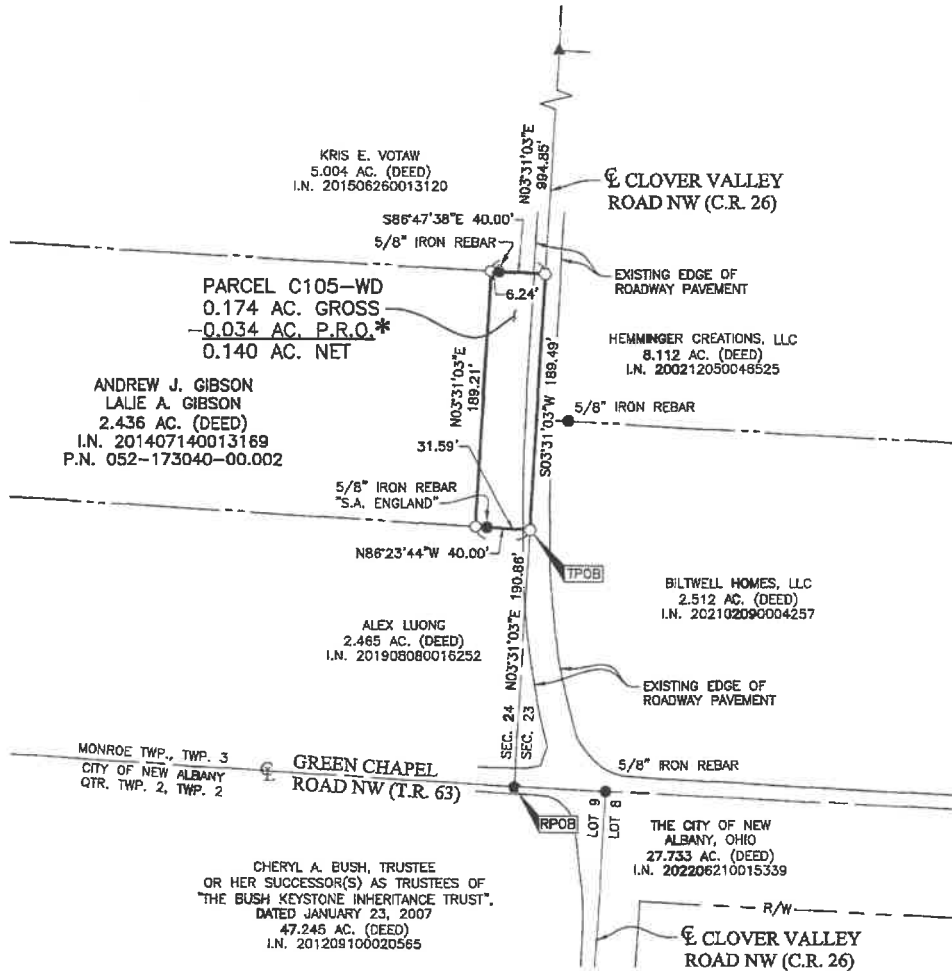 KRIS E. VOTAW
5.004 AC. (DEED)
I.N. 201506260013120
N03°31'03"E
994.85'
℄ CLOVER VALLEY
ROAD NW (C.R. 26)
S86°47'38"E 40.00'
5/8" IRON REBAR
6.24'
EXISTING EDGE OF
ROADWAY PAVEMENT
PARCEL C105-WD
0.174 AC. GROSS
-0.034 AC. P.R.O.*
0.140 AC. NET
HEMMINGER CREATIONS, LLC
8.112 AC. (DEED)
I.N. 200212050046525
ANDREW J. GIBSON
LALIE A. GIBSON
2.436 AC. (DEED)
I.N. 201407140013169
P.N. 052-173040-00.002
N03°31'03"E
189.21'
S03°31'03"W 189.49'
5/8" IRON REBAR
31.59'
5/8" IRON REBAR
"S.A. ENGLAND"
N86°23'44"W 40.00'
TPOB
BILTWELL HOMES, LLC
2.512 AC. (DEED)
I.N. 202102090004257
ALEX LUONG
2.465 AC. (DEED)
I.N. 201908080016252
N03°31'03"E 190.86'
SEC. 24
SEC. 23
EXISTING EDGE OF
ROADWAY PAVEMENT
MONROE TWP., TWP. 3
CITY OF NEW ALBANY
QTR. TWP. 2, TWP. 2
℄ GREEN CHAPEL
ROAD NW (T.R. 63)
5/8" IRON REBAR
RPOB
LOT 9
LOT 8
THE CITY OF NEW
ALBANY, OHIO
27.733 AC. (DEED)
I.N. 202206210015339
CHERYL A. BUSH, TRUSTEE
OR HER SUCCESSOR(S) AS TRUSTEES OF
"THE BUSH KEYSTONE INHERITANCE TRUST",
DATED JANUARY 23, 2007
47.245 AC. (DEED)
I.N. 201209100020565
R/W
℄ CLOVER VALLEY
ROAD NW (C.R. 26)